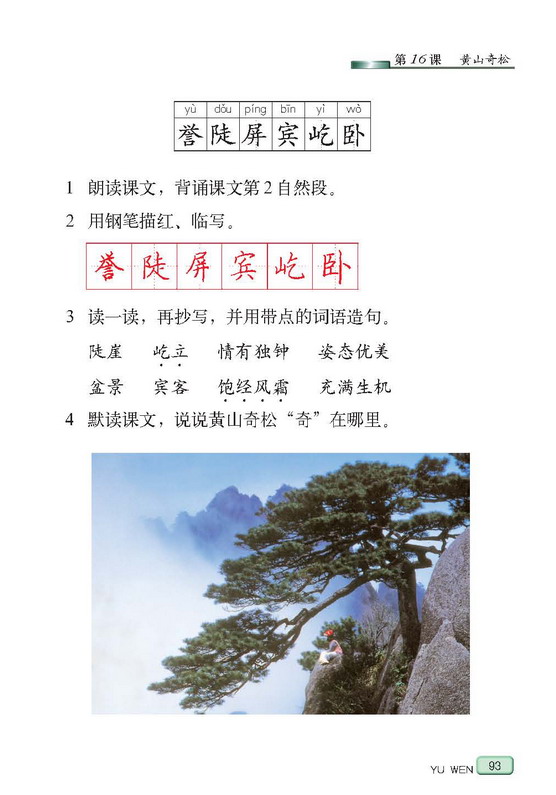 第16课 黄山奇松
yù dǒu píng bīn yì wò
誉 陡 屏 宾 屹 卧
1 朗读课文，背诵课文第2自然段。
2 用钢笔描红、临写。
誉 陡 屏 宾 屹 卧
3 读一读，再抄写，并用带点的词语造句。
陡崖 屹立 情有独钟 姿态优美
盆景 宾客 饱经风霜 充满生机
4 默读课文，说说黄山奇松“奇”在哪里。
YU WEN 93